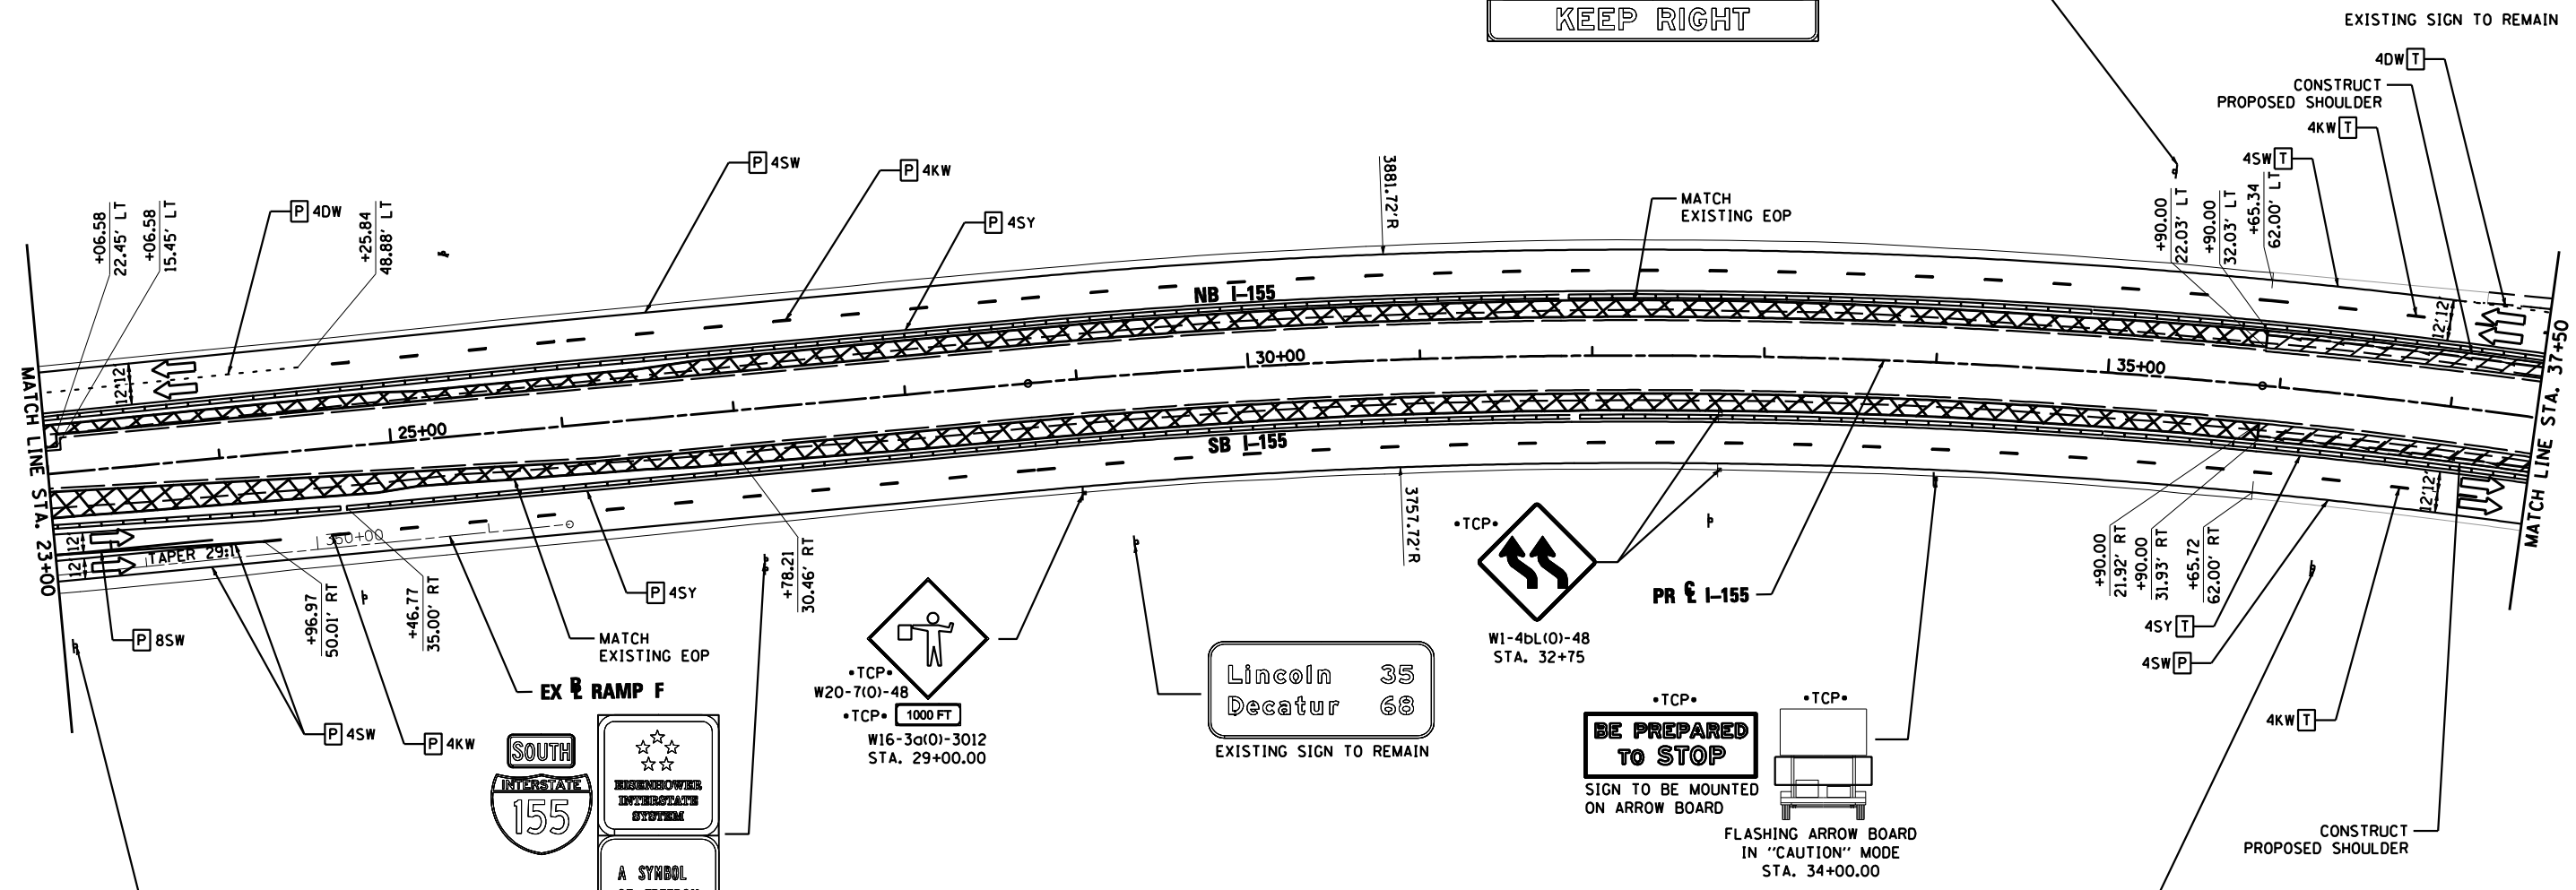 KEEP RIGHT
EXISTING SIGN TO REMAIN
4DW T
CONSTRUCT
PROPOSED SHOULDER
4KW T
4SW T
P 4SW
P 4KW
P 4DW
P 4SY
3881.72'R
MATCH
EXISTING EOP
+06.58
22.45' LT
+06.58
15.45' LT
+25.84
48.88' LT
+90.00
22.03' LT
+90.00
32.03' LT
+65.34
62.00' LT
NB I-155
12' 12'
12' 12'
MATCH LINE STA. 23+00
MATCH LINE STA. 37+50
25+00
30+00
35+00
SB I-155
12' 12'
12' 12'
TAPER 29:1
350+00
3757.72'R
+96.97
50.01' RT
+46.77
35.00' RT
+78.21
30.46' RT
+90.00
21.92' RT
+90.00
31.93' RT
+65.72
62.00' RT
P 8SW
P 4SY
MATCH
EXISTING EOP
EX ℄ RAMP F
P 4SW
P 4KW
•TCP•
W20-7(O)-48
•TCP• 1000 FT
W16-3a(O)-3012
STA. 29+00.00
SOUTH
INTERSTATE
155
EISENHOWER
INTERSTATE
SYSTEM
A SYMBOL
Lincoln 35
Decatur 68
EXISTING SIGN TO REMAIN
•TCP•
W1-4bL(O)-48
STA. 32+75
PR ℄ I-155
•TCP•
BE PREPARED
TO STOP
SIGN TO BE MOUNTED
ON ARROW BOARD
•TCP•
FLASHING ARROW BOARD
IN "CAUTION" MODE
STA. 34+00.00
4SY T
4SW P
4KW T
CONSTRUCT
PROPOSED SHOULDER